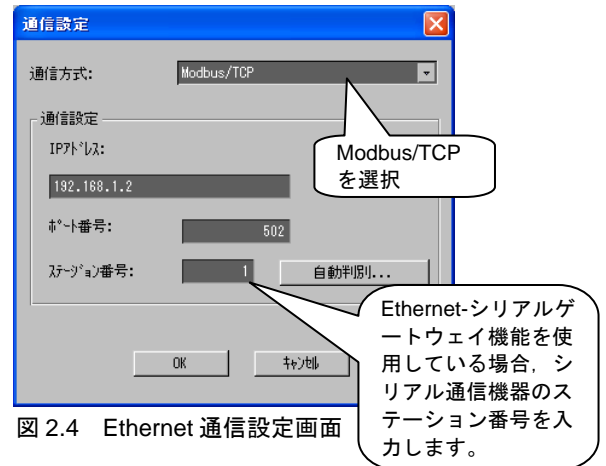 通信設定
通信方式:
Modbus/TCP
通信設定
IPｱﾄﾞﾚｽ:
192.168.1.2
ﾎﾟｰﾄ番号:
502
ｽﾃｰｼﾞｮﾝ番号:
1
自動判別...
OK
ｷｬﾝｾﾙ
Modbus/TCP
を選択
Ethernet-シリアルゲ
ートウェイ機能を使
用している場合，シ
リアル通信機器のス
テーション番号を入
力します。
図 2.4　Ethernet 通信設定画面